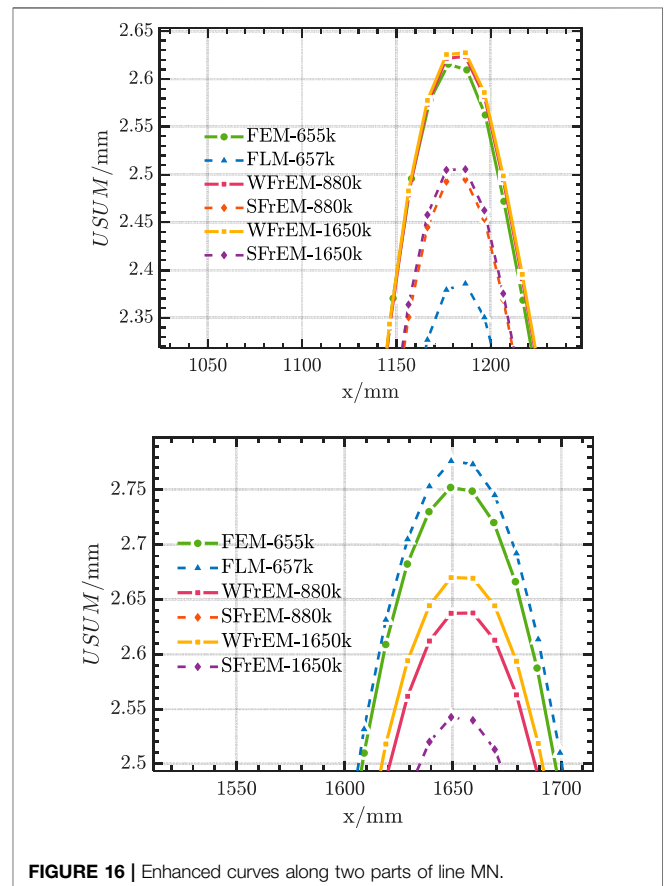 2.65
2.6
2.55
2.5
2.45
2.4
2.35
USUM/mm
FEM-655k
FLM-657k
WFrEM-880k
SFrEM-880k
WFrEM-1650k
SFrEM-1650k
1050 1100 1150 1200
x/mm
2.75
2.7
2.65
2.6
2.55
2.5
USUM/mm
FEM-655k
FLM-657k
WFrEM-880k
SFrEM-880k
WFrEM-1650k
SFrEM-1650k
1550 1600 1650 1700
x/mm
FIGURE 16 | Enhanced curves along two parts of line MN.